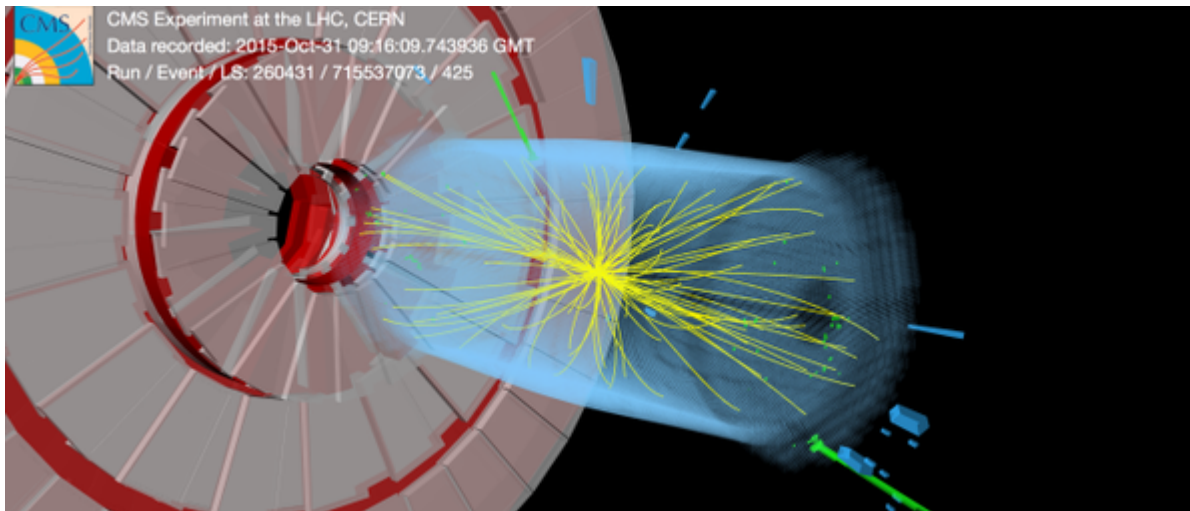 CMS
CMS Experiment at the LHC, CERN
Data recorded: 2015-Oct-31 09:16:09.743936 GMT
Run / Event / LS: 260431 / 715537073 / 425